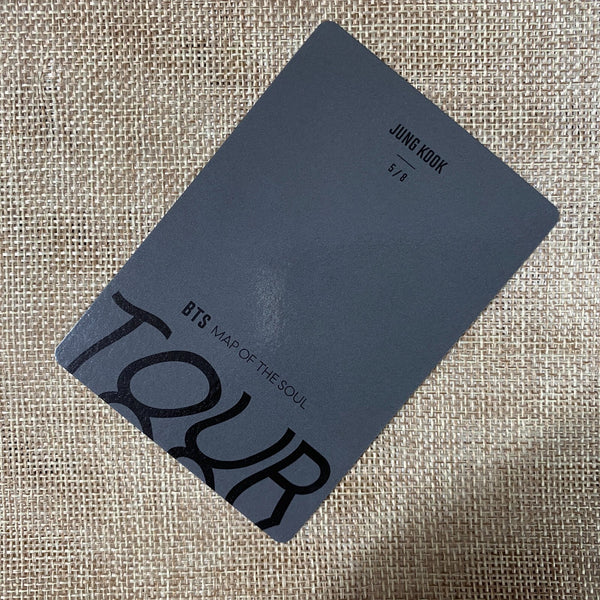 JUNG KOOK
5/8
BTS MAP OF THE SOUL
TOUR